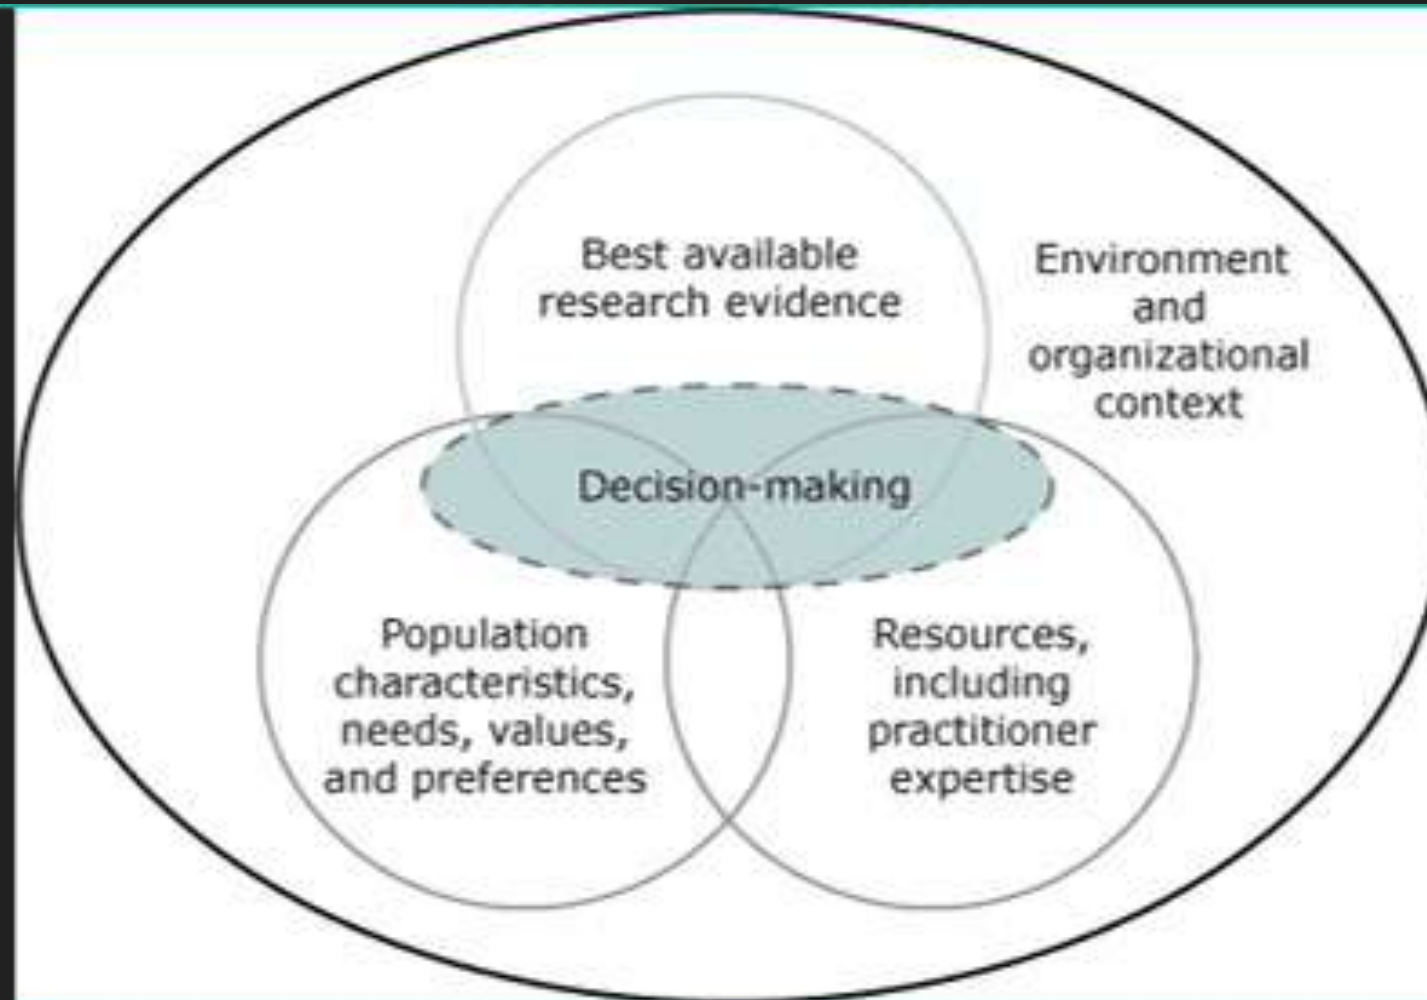 Best available
research evidence
Environment
and
organizational
context
Decision-making
Population
characteristics,
needs, values,
and preferences
Resources,
including
practitioner
expertise